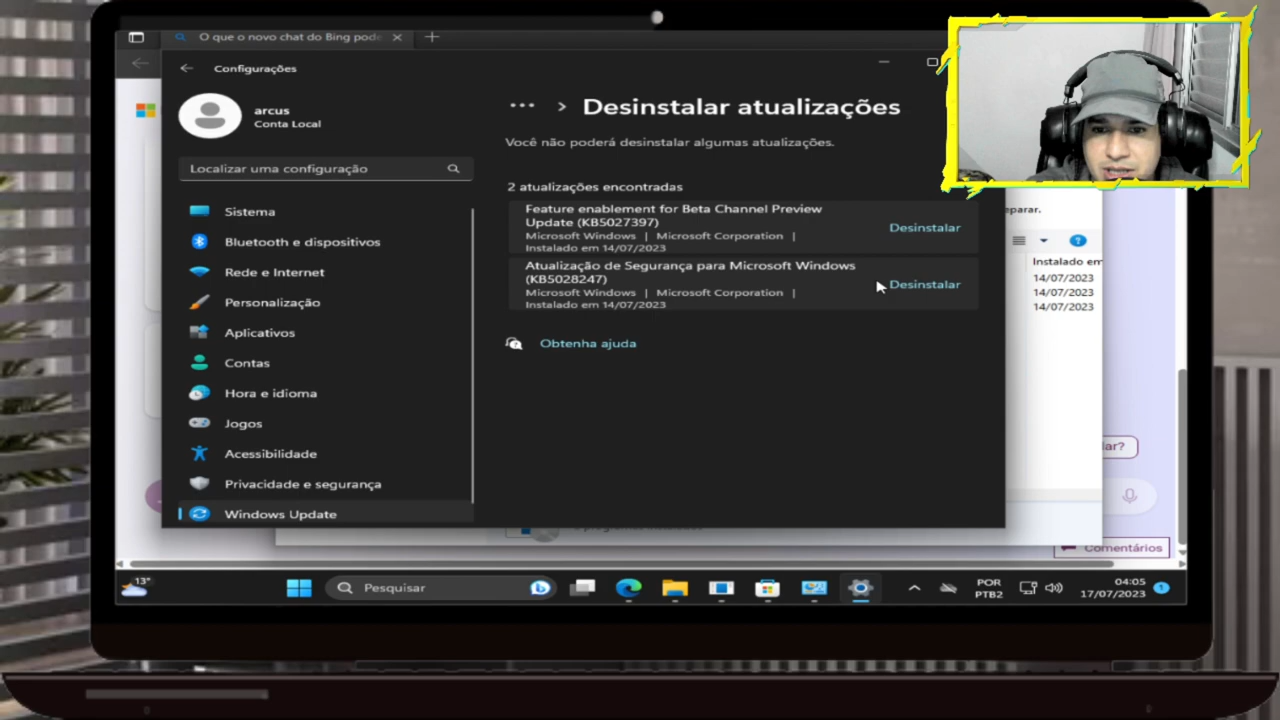 O que o novo chat do Bing pode
Configurações
arcus
Conta Local
Localizar uma configuração
Sistema
Bluetooth e dispositivos
Rede e Internet
Personalização
Aplicativos
Contas
Hora e idioma
Jogos
Acessibilidade
Privacidade e segurança
Windows Update
... > Desinstalar atualizações
Você não poderá desinstalar algumas atualizações.
2 atualizações encontradas
Feature enablement for Beta Channel Preview
Update (KB5027397)
Microsoft Windows | Microsoft Corporation |
Instalado em 14/07/2023
Desinstalar
Atualização de Segurança para Microsoft Windows
(KB5028247)
Microsoft Windows | Microsoft Corporation |
Instalado em 14/07/2023
Desinstalar
Obtenha ajuda
eparar.
Instalado em
14/07/2023
14/07/2023
14/07/2023
lar?
Comentários
13°
Pesquisar
POR
PTB2
04:05
17/07/2023
1